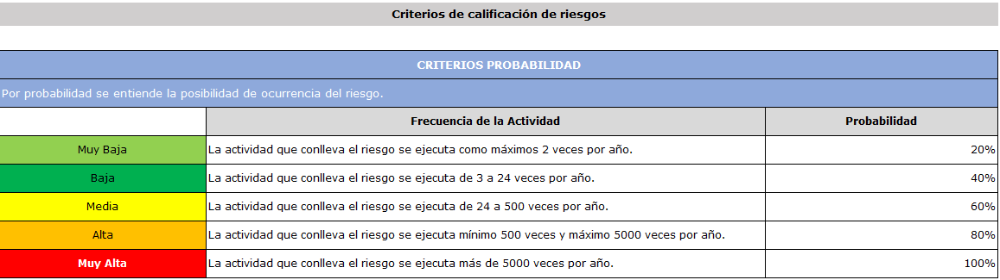 Criterios de calificación de riesgos
CRITERIOS PROBABILIDAD
Por probabilidad se entiende la posibilidad de ocurrencia del riesgo.
Frecuencia de la Actividad Probabilidad
Muy Baja La actividad que conlleva el riesgo se ejecuta como máximos 2 veces por año. 20%
Baja La actividad que conlleva el riesgo se ejecuta de 3 a 24 veces por año. 40%
Media La actividad que conlleva el riesgo se ejecuta de 24 a 500 veces por año. 60%
Alta La actividad que conlleva el riesgo se ejecuta mínimo 500 veces y máximo 5000 veces por año. 80%
Muy Alta La actividad que conlleva el riesgo se ejecuta más de 5000 veces por año. 100%